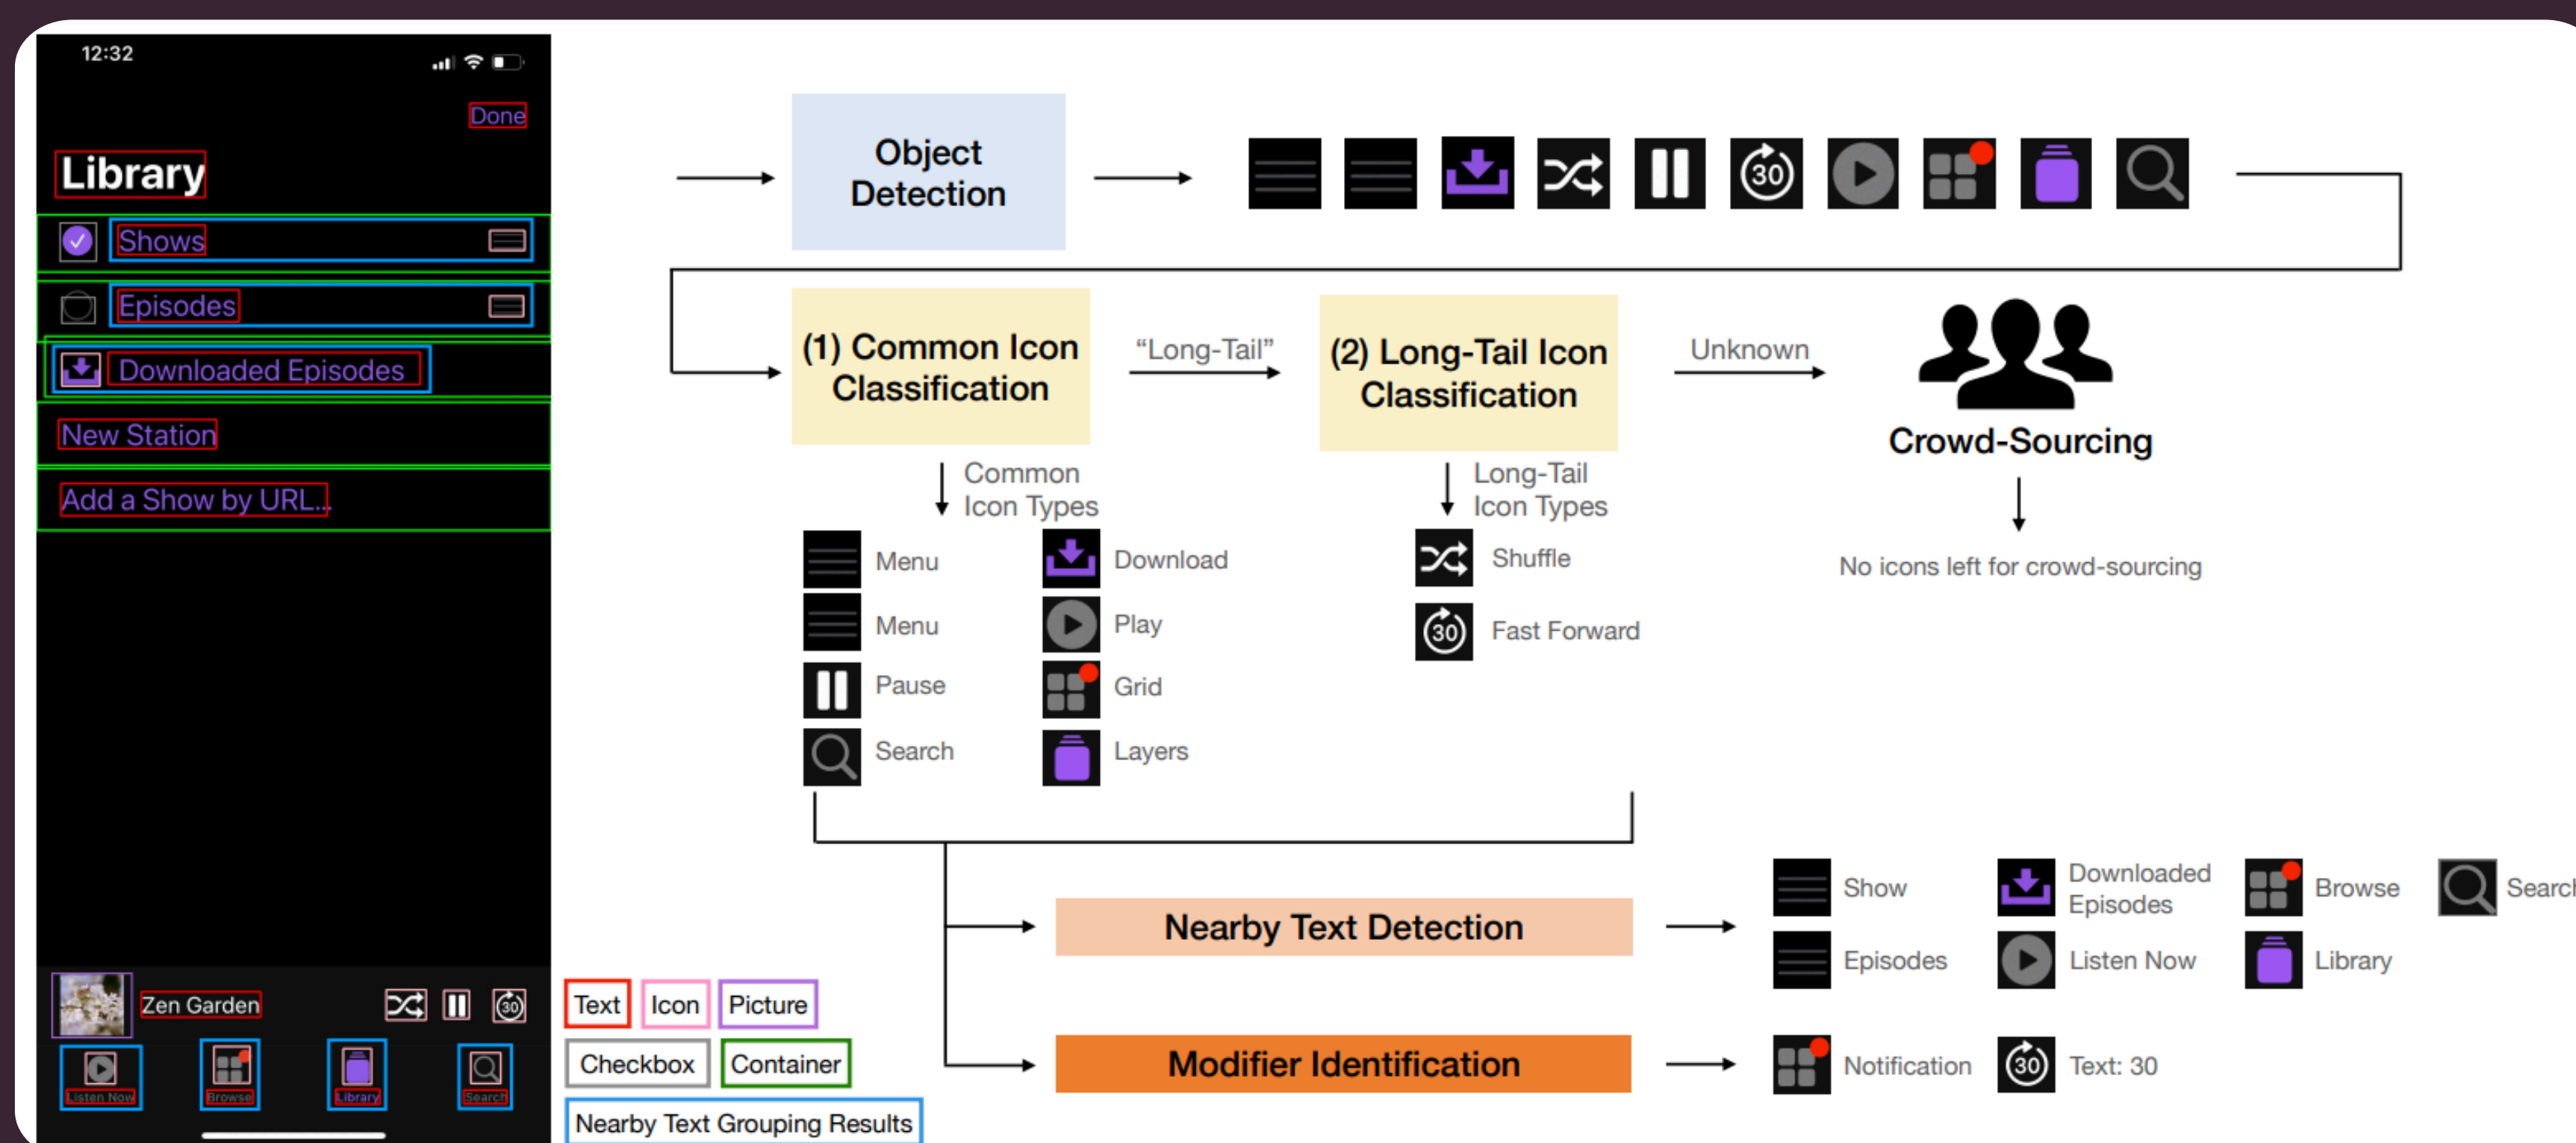 12:32
Done
Library
Shows
Episodes
Downloaded Episodes
New Station
Add a Show by URL...
Zen Garden
30
Listen Now
Browse
Library
Search
Text
Icon
Picture
Checkbox
Container
Nearby Text Grouping Results
Object
Detection
30
(1) Common Icon
Classification
“Long-Tail”
(2) Long-Tail Icon
Classification
Unknown
Crowd-Sourcing
No icons left for crowd-sourcing
Common
Icon Types
Menu
Download
Menu
Play
Pause
Grid
Search
Layers
Long-Tail
Icon Types
Shuffle
30
Fast Forward
Nearby Text Detection
Show
Downloaded
Episodes
Browse
Search
Episodes
Listen Now
Library
Modifier Identification
Notification
30
Text: 30